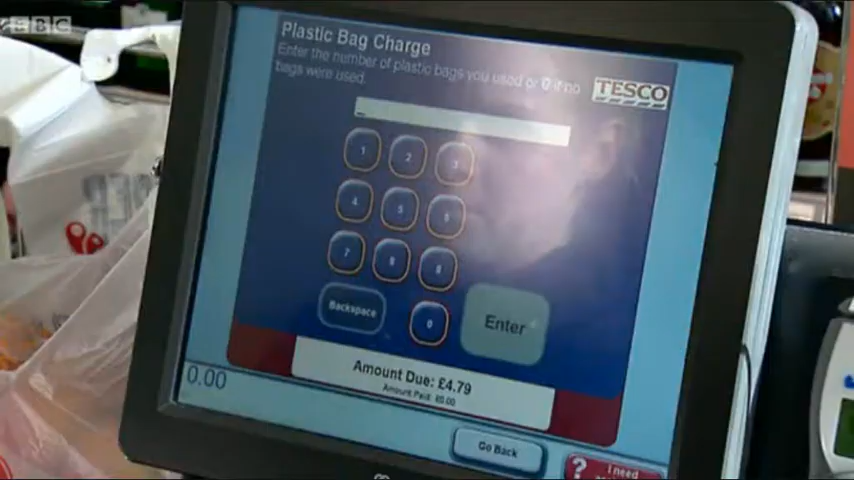 BBC
Plastic Bag Charge
Enter the number of plastic bags you used or 0 if no
bags were used.
TESCO
1 2 3
4 5 6
7 8 9
Backspace 0 Enter
Amount Due: £4.79
Amount Paid: £0.00
0.00
Go Back
? I need